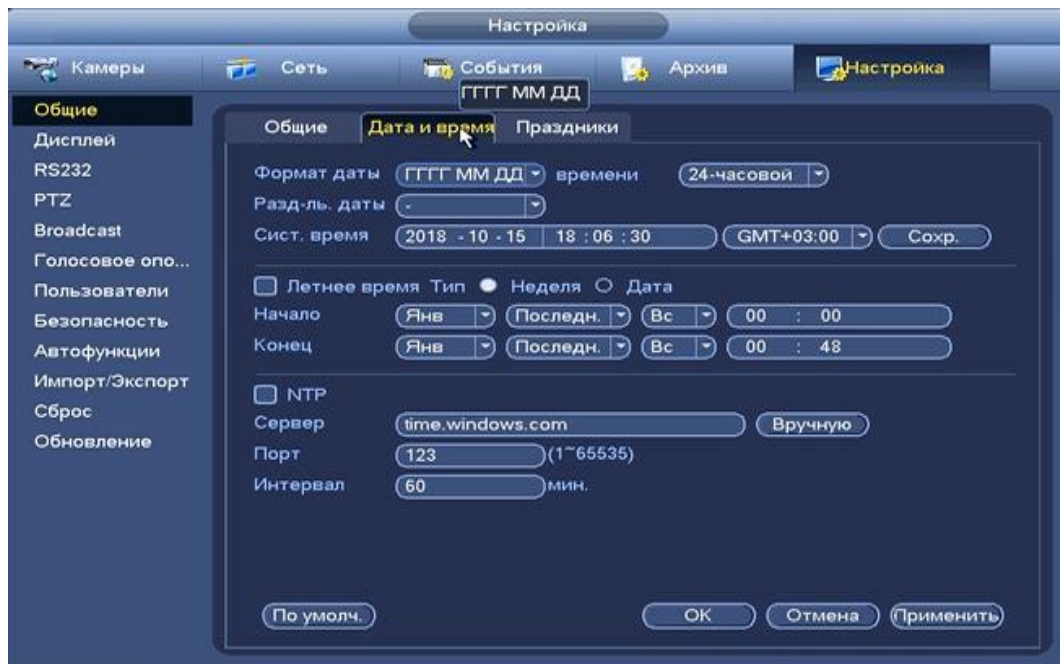 Настройка
Камеры Сеть События Архив Настройка
ГГГГ ММ ДД
Общие
Дисплей
RS232
PTZ
Broadcast
Голосовое опо...
Пользователи
Безопасность
Автофункции
Импорт/Экспорт
Сброс
Обновление
Общие Дата и время Праздники
Формат даты ГГГГ ММ ДД времени 24-часовой
Разд-ль. даты -
Сист. время 2018 - 10 - 15 18 : 06 : 30 GMT+03:00 Сохр.
Летнее время Тип Неделя Дата
Начало Янв Последн. Вс 00 : 00
Конец Янв Последн. Вс 00 : 48
NTP
Сервер time.windows.com Вручную
Порт 123 (1~65535)
Интервал 60 мин.
По умолч. OK Отмена Применить